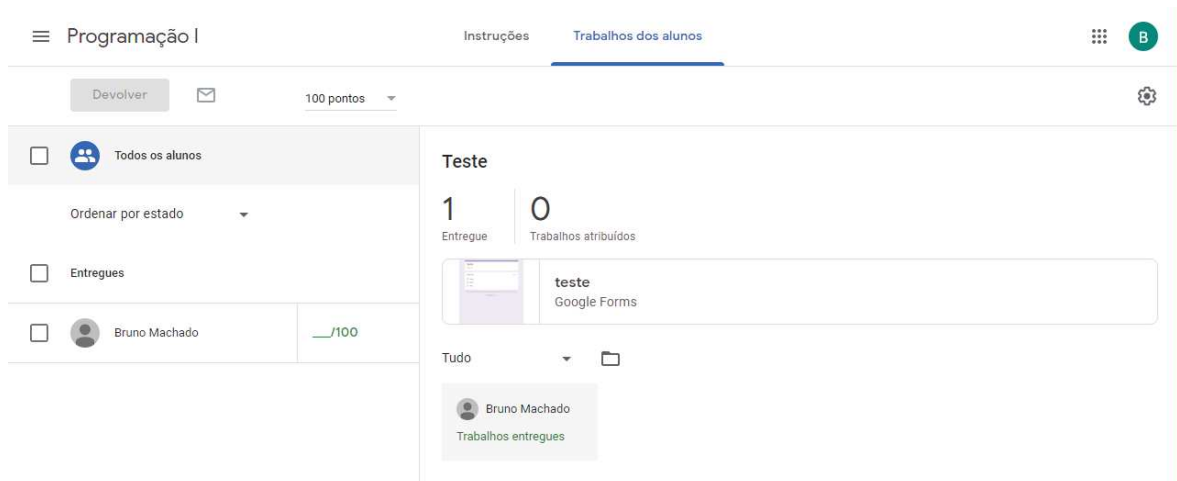 Programação I
Instruções
Trabalhos dos alunos
B
Devolver
100 pontos
Todos os alunos
Ordenar por estado
Entregues
Bruno Machado
__/100
Teste
1
0
Entregue
Trabalhos atribuídos
teste
Google Forms
Tudo
Bruno Machado
Trabalhos entregues